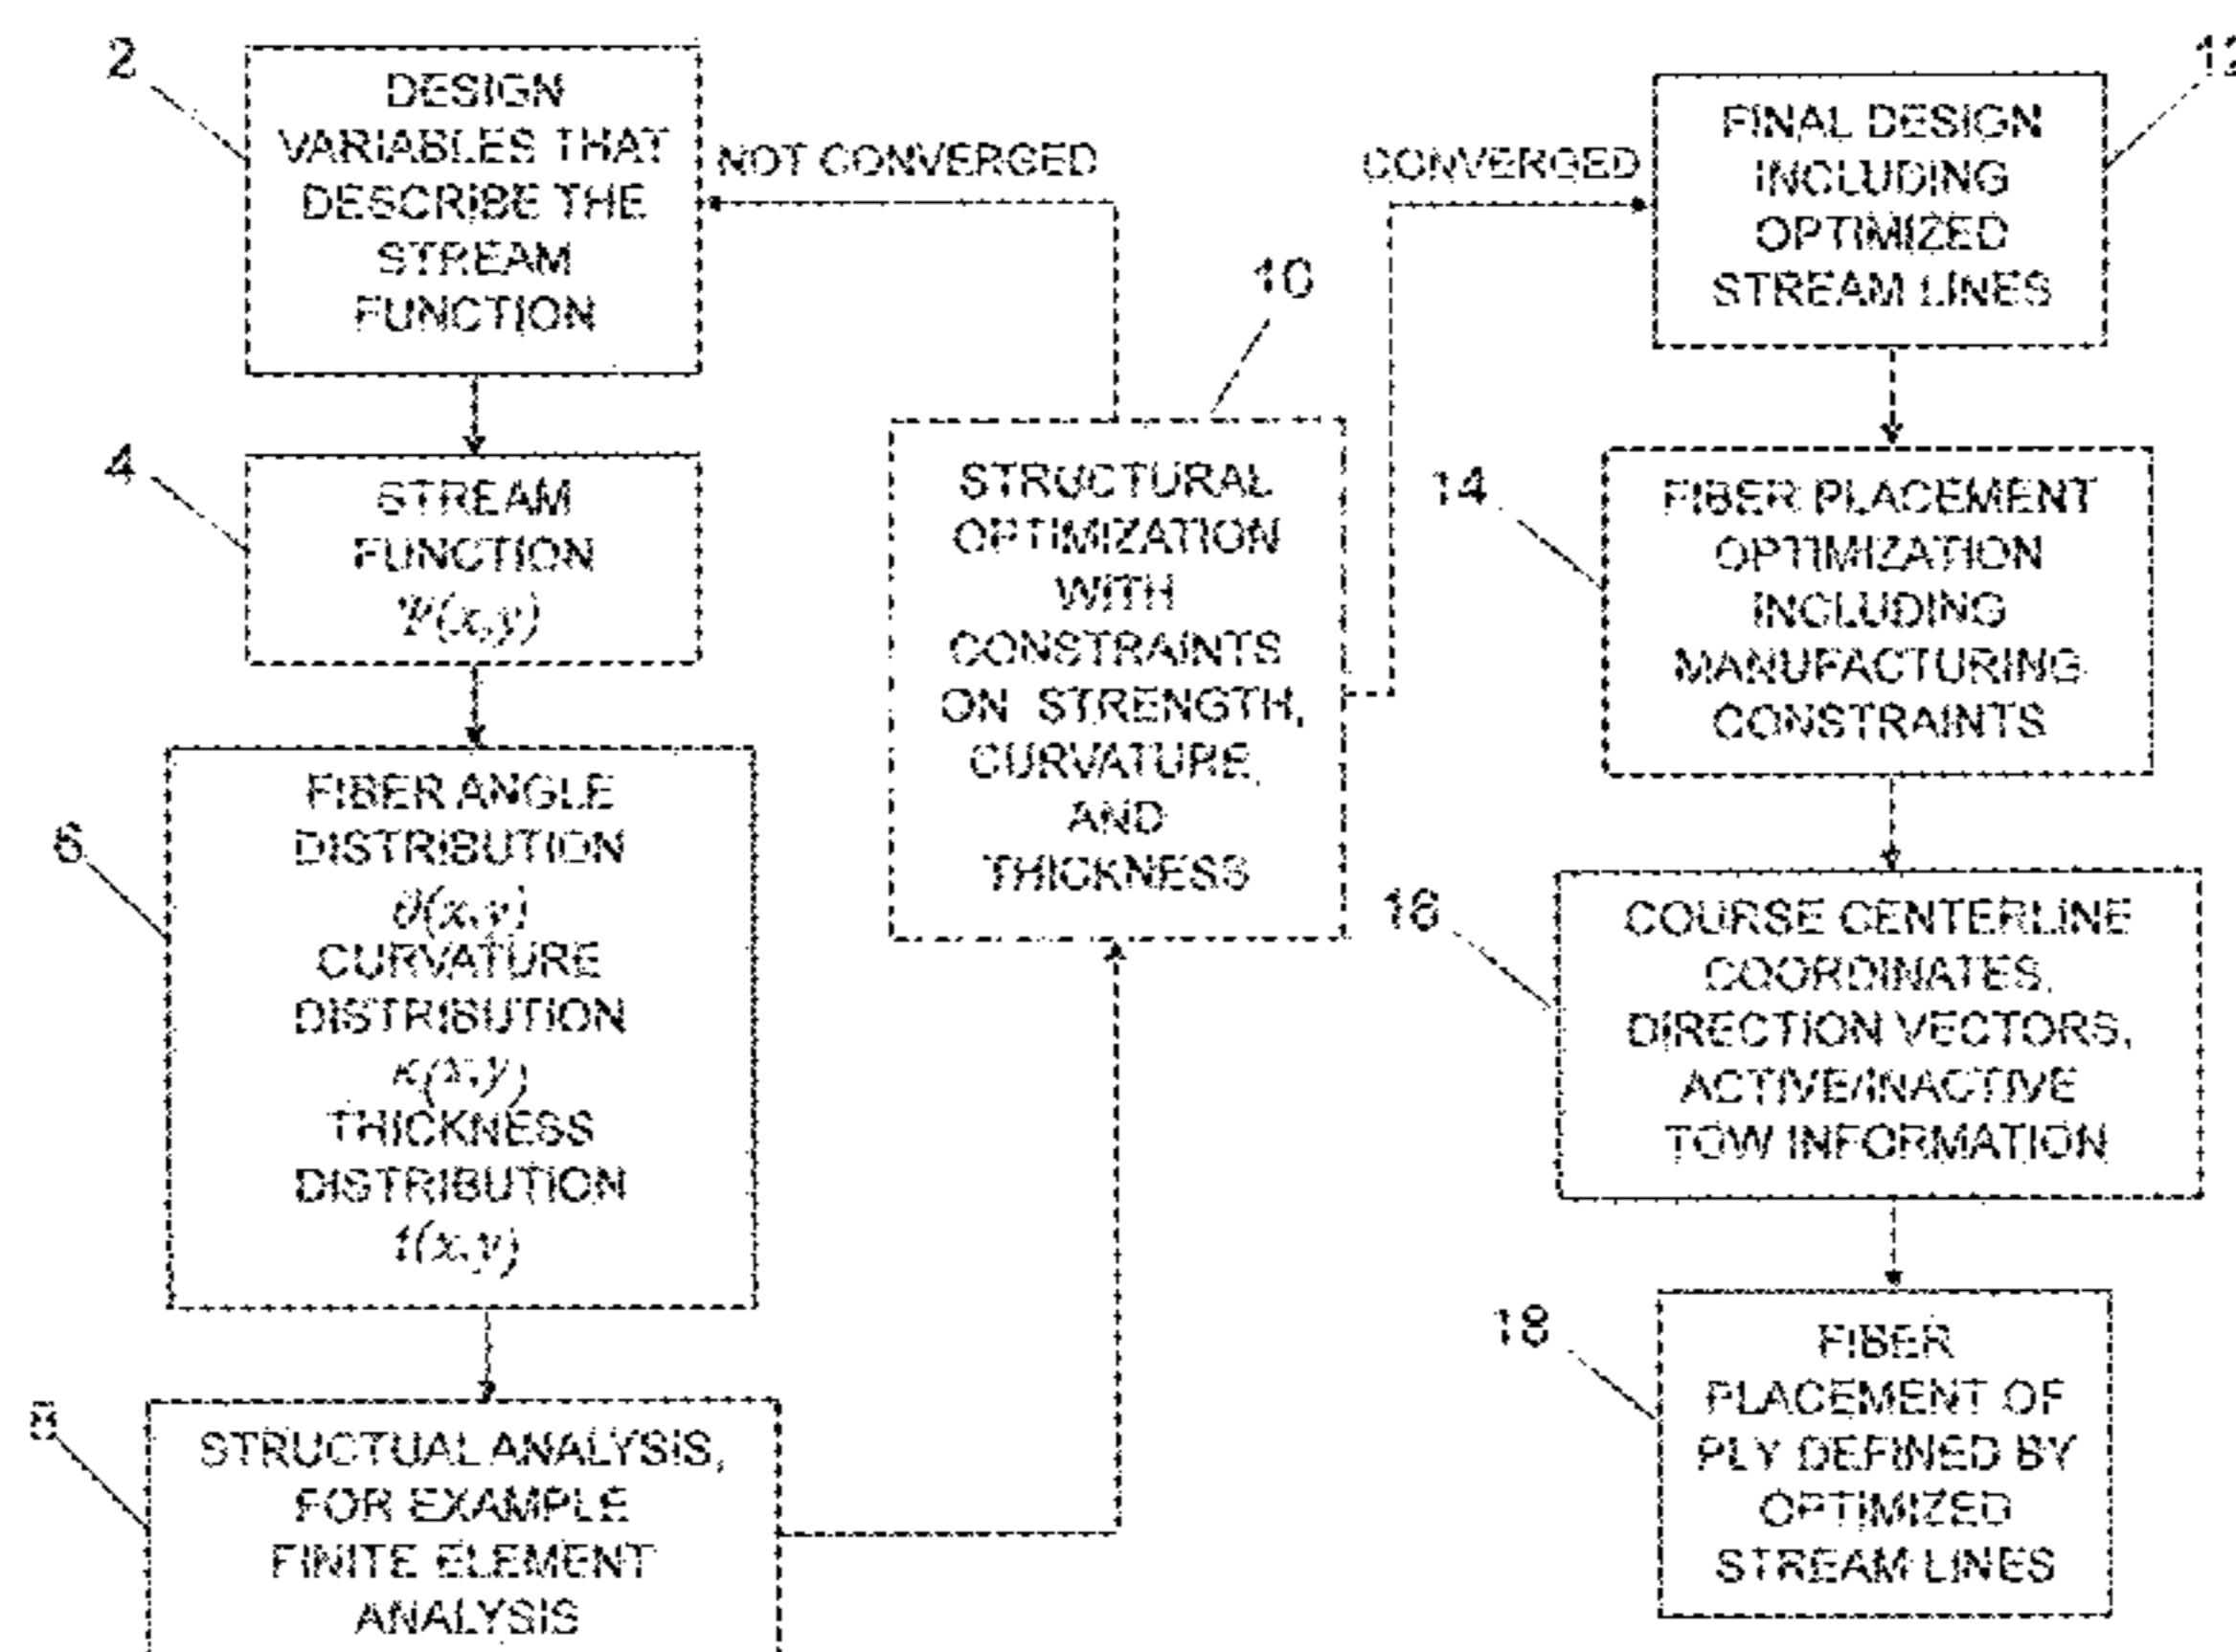 2
DESIGN
VARIABLES THAT
DESCRIBE THE
STREAM
FUNCTION
4
STREAM
FUNCTION
Ψ(x,y)
6
FIBER ANGLE
DISTRIBUTION
θ(x,y)
CURVATURE
DISTRIBUTION
κ(x,y)
THICKNESS
DISTRIBUTION
t(x,y)
8
STRUCTUAL ANALYSIS,
FOR EXAMPLE
FINITE ELEMENT
ANALYSIS
NOT CONVERGED
10
STRUCTURAL
OPTIMIZATION
WITH
CONSTRAINTS
ON STRENGTH,
CURVATURE,
AND
THICKNESS
CONVERGED
12
FINAL DESIGN
INCLUDING
OPTIMIZED
STREAM LINES
14
FIBER PLACEMENT
OPTIMIZATION
INCLUDING
MANUFACTURING
CONSTRAINTS
16
COURSE CENTERLINE
COORDINATES,
DIRECTION VECTORS,
ACTIVE/INACTIVE
TOW INFORMATION
18
FIBER
PLACEMENT OF
PLY DEFINED BY
OPTIMIZED
STREAM LINES